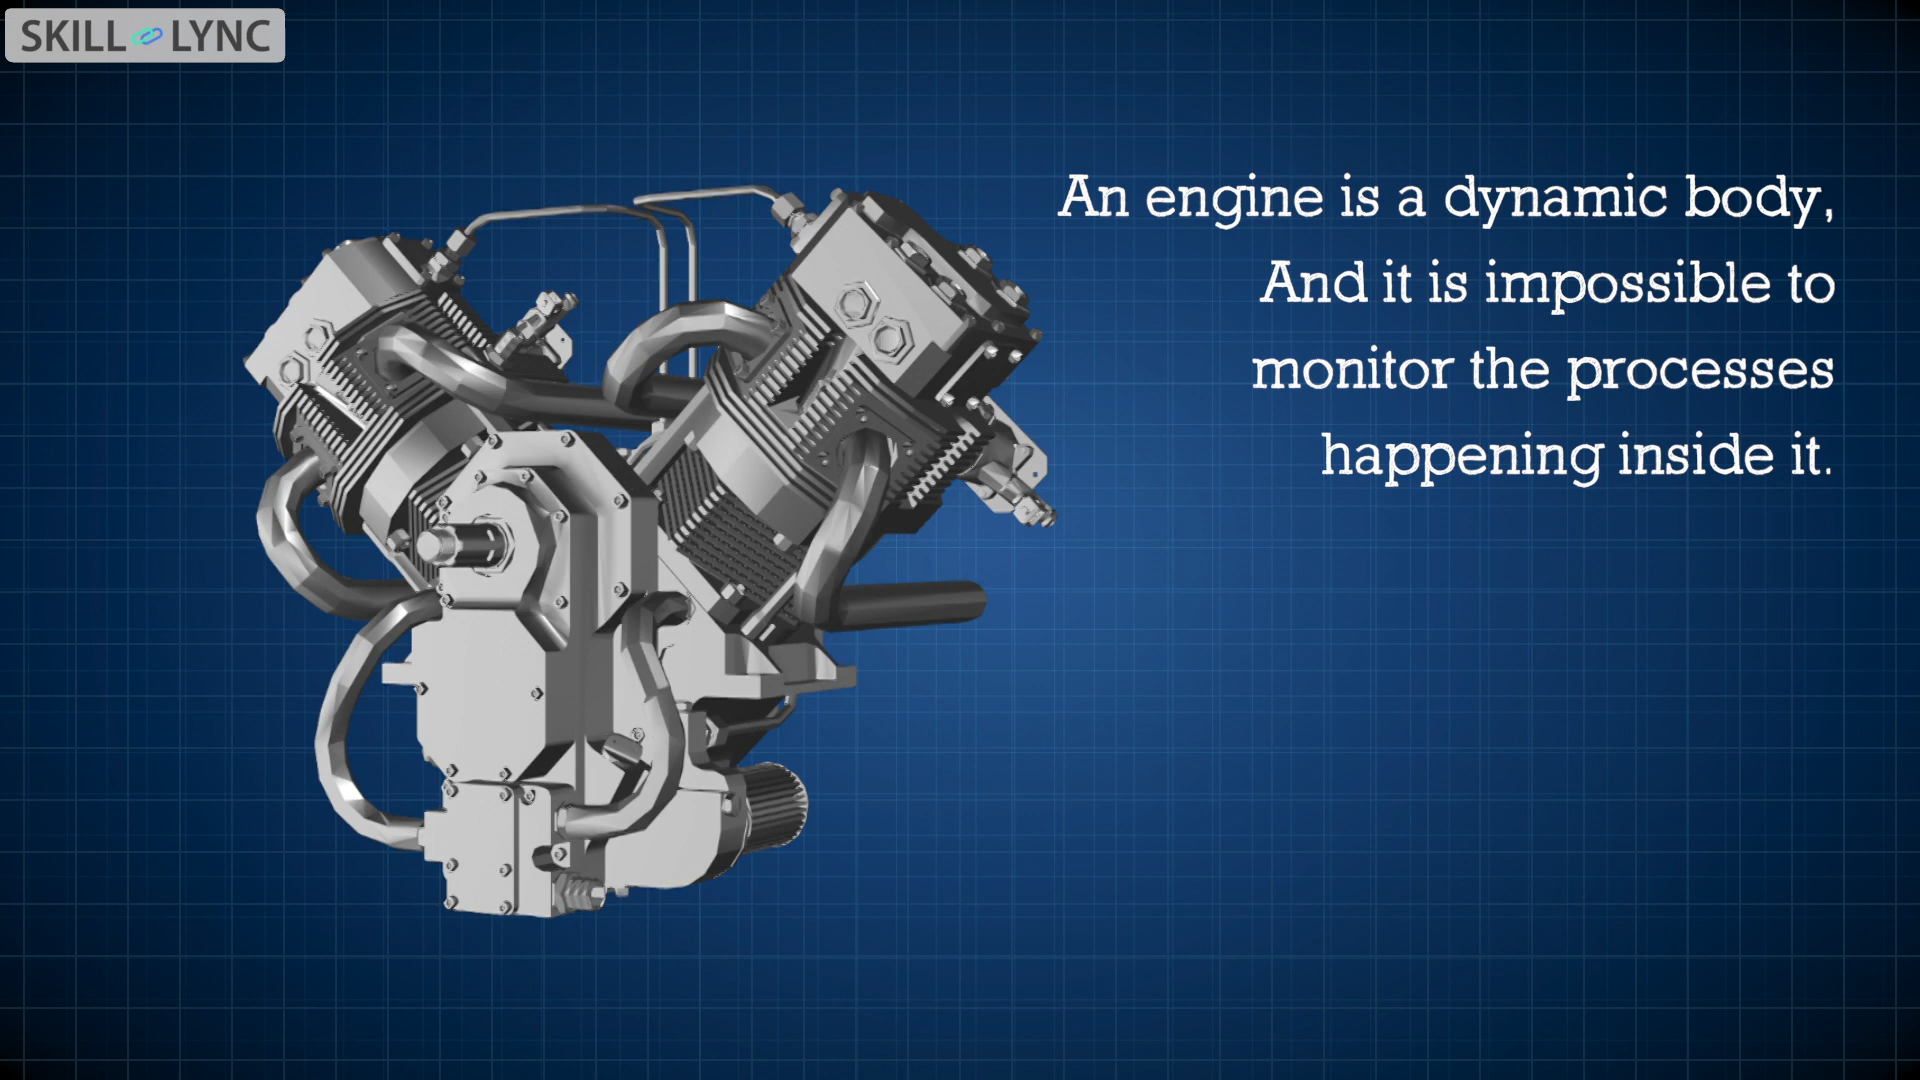 SKILL LYNC
An engine is a dynamic body,
And it is impossible to
monitor the processes
happening inside it.